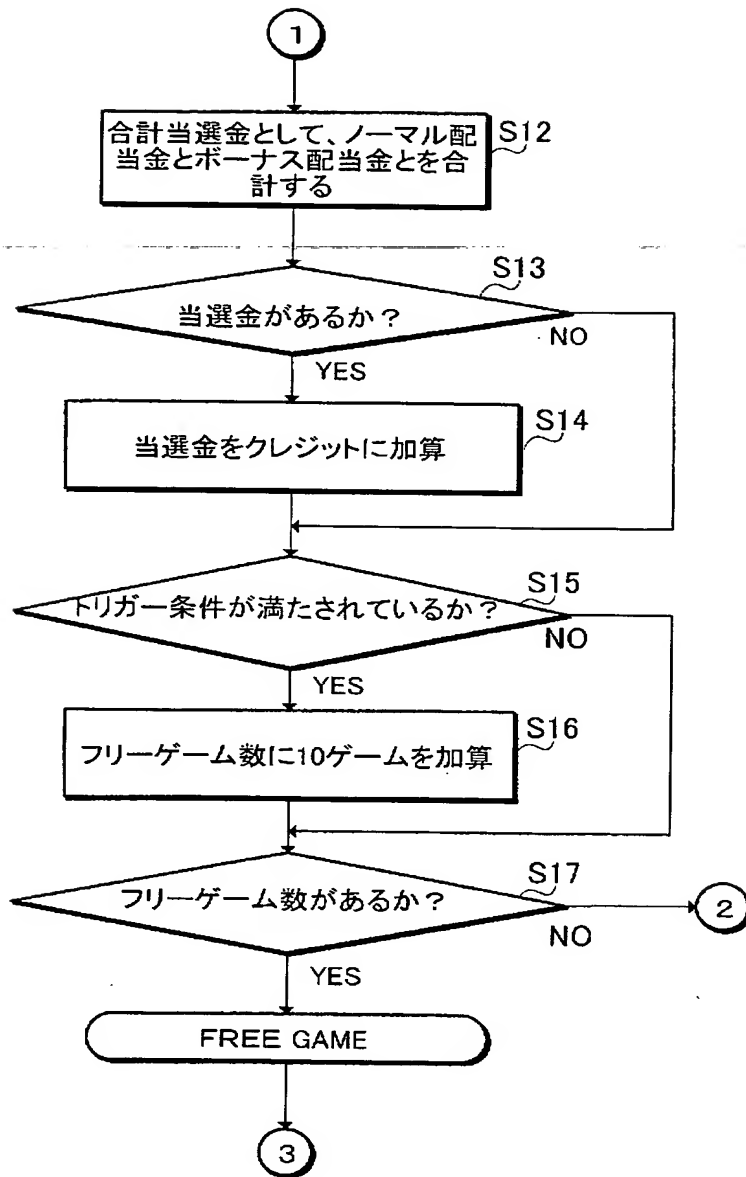 1
合計当選金として、ノーマル配
当金とボーナス配当金とを合
計する
S12
S13
当選金があるか？
NO
YES
S14
当選金をクレジットに加算
S15
トリガー条件が満たされているか？
NO
YES
S16
フリーゲーム数に10ゲームを加算
S17
フリーゲーム数があるか？
2
NO
YES
FREE GAME
3